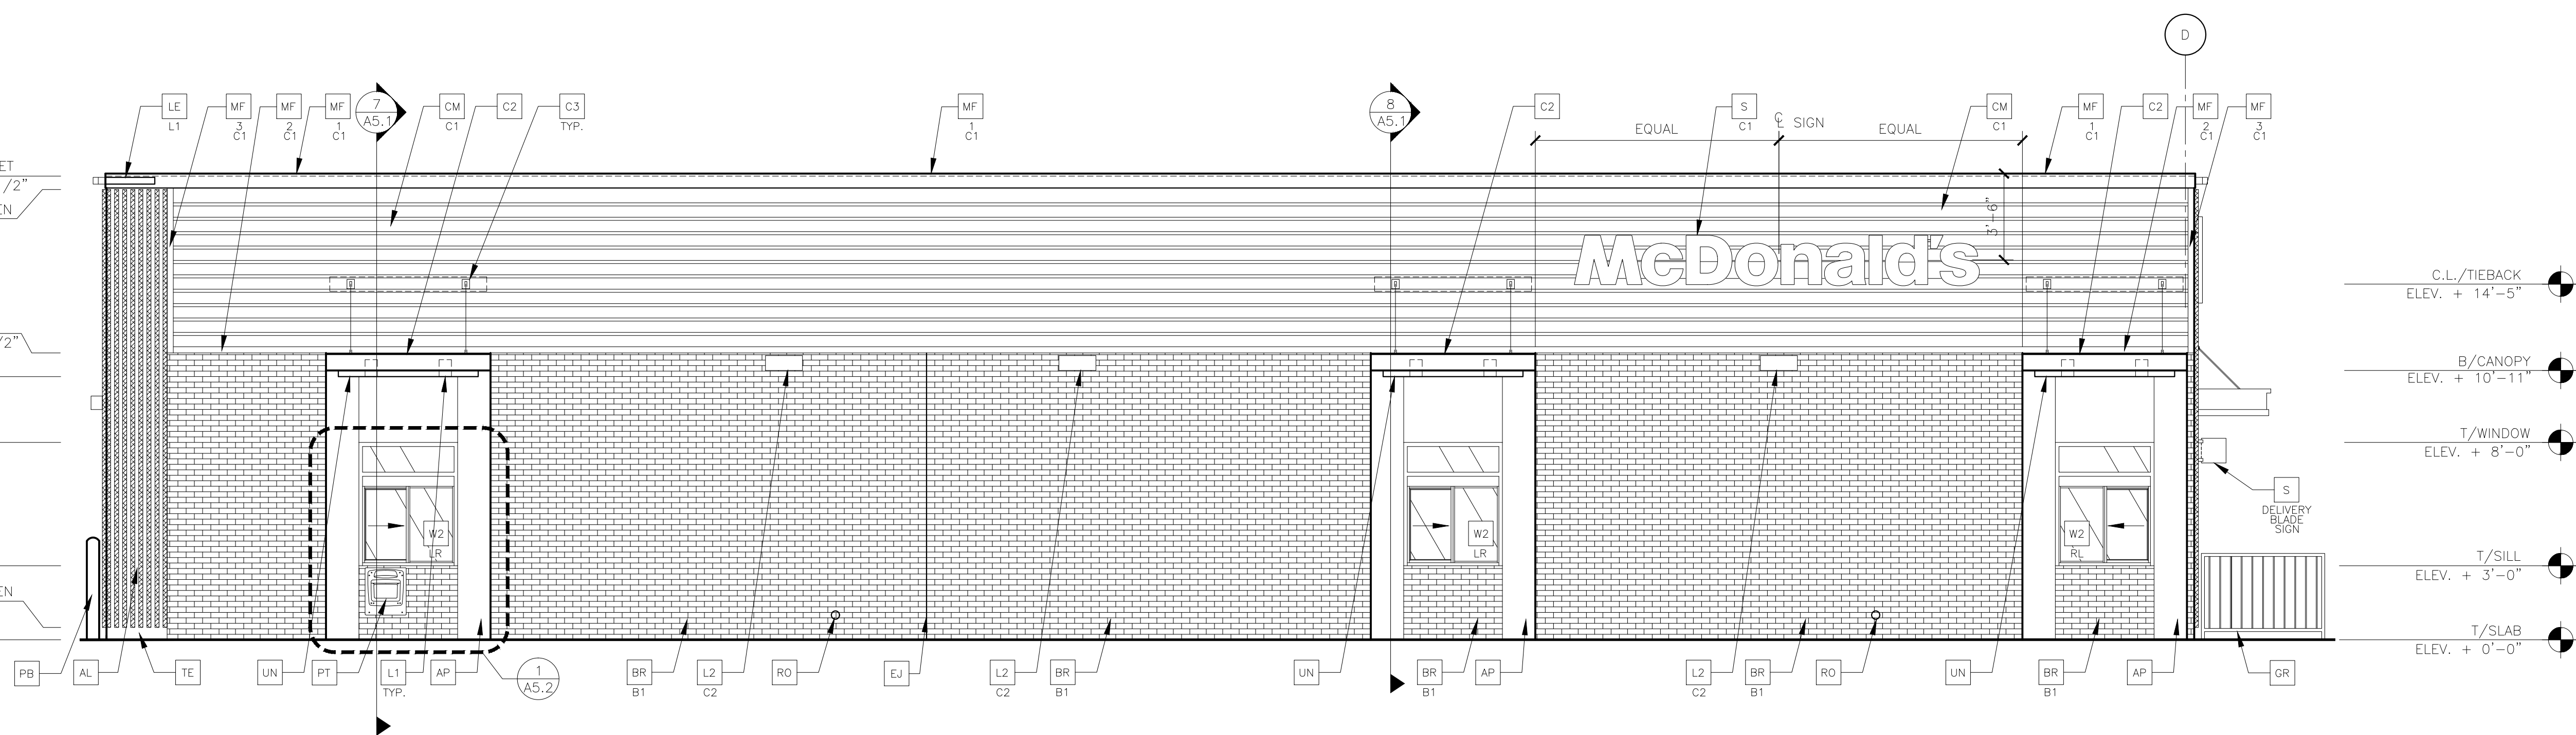 D
LE
L1
MF
3
C1
MF
2
C1
MF
1
C1
7
A5.1
CM
C1
C2
C3
TYP.
MF
1
C1
8
A5.1
C2
S
C1
EQUAL
℄ SIGN
EQUAL
CM
C1
MF
1
C1
C2
MF
2
C1
MF
3
C1
ET
/2"
EN
3'-6"
McDonald's
C.L./TIEBACK
ELEV. + 14'-5"
/2"
B/CANOPY
ELEV. + 10'-11"
T/WINDOW
ELEV. + 8'-0"
S
DELIVERY
BLADE
SIGN
W2
LR
W2
LR
W2
RL
T/SILL
ELEV. + 3'-0"
EN
T/SLAB
ELEV. + 0'-0"
PB
AL
TE
UN
PT
L1
TYP.
AP
1
A5.2
BR
B1
L2
C2
RO
EJ
L2
C2
BR
B1
UN
BR
B1
AP
L2
C2
BR
B1
RO
UN
BR
B1
AP
GR